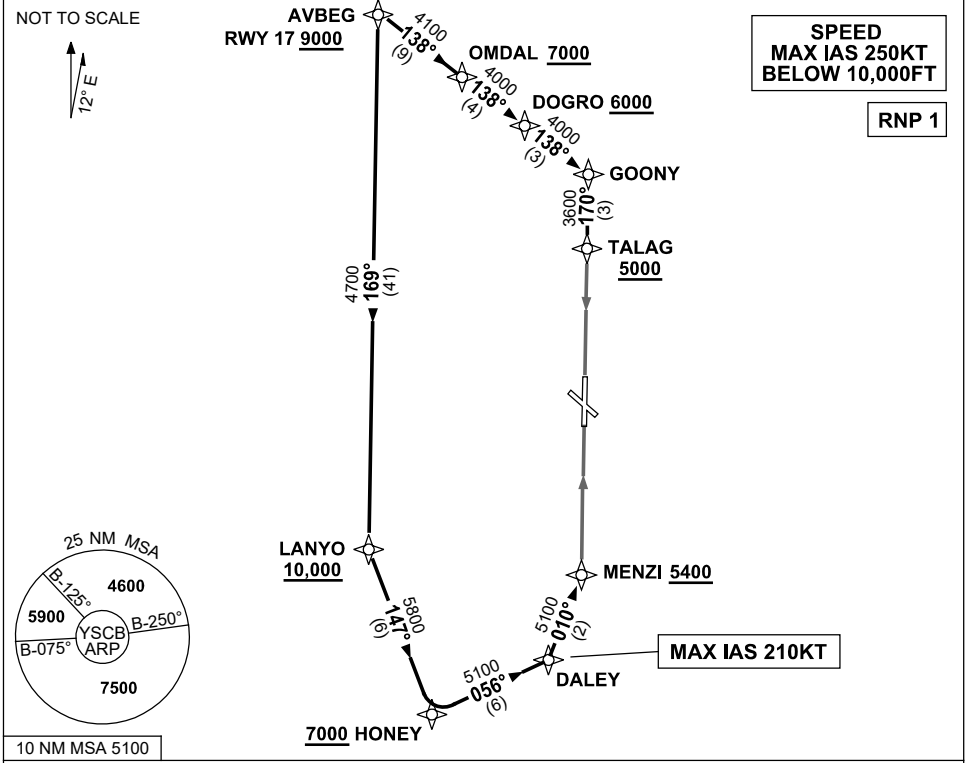 NOT TO SCALE
12° E
AVBEG
RWY 17 9000
4100
138°
(9)
OMDAL 7000
4000
138°
(4)
DOGRO 6000
4000
138°
(3)
GOONY
3600
170°
(3)
TALAG
5000
SPEED
MAX IAS 250KT
BELOW 10,000FT
RNP 1
4700
169°
(41)
LANYO
10,000
5800
147°
(6)
7000 HONEY
5100
056°
(6)
DALEY
MAX IAS 210KT
5100
010°
(2)
MENZI 5400
25 NM MSA
B-125°
4600
5900
YSCB
ARP
B-250°
B-075°
7500
10 NM MSA 5100